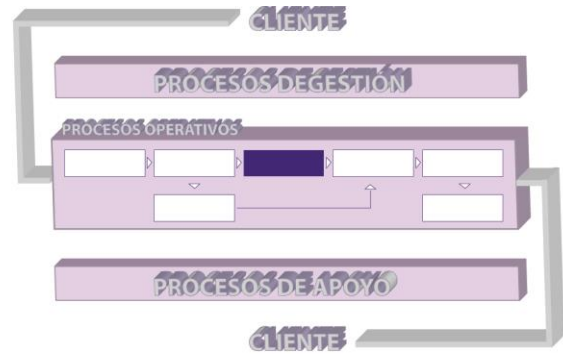 CLIENTE
PROCESOS DEGESTIÓN
PROCESOS OPERATIVOS
PROCESOS DE APOYO
CLIENTE